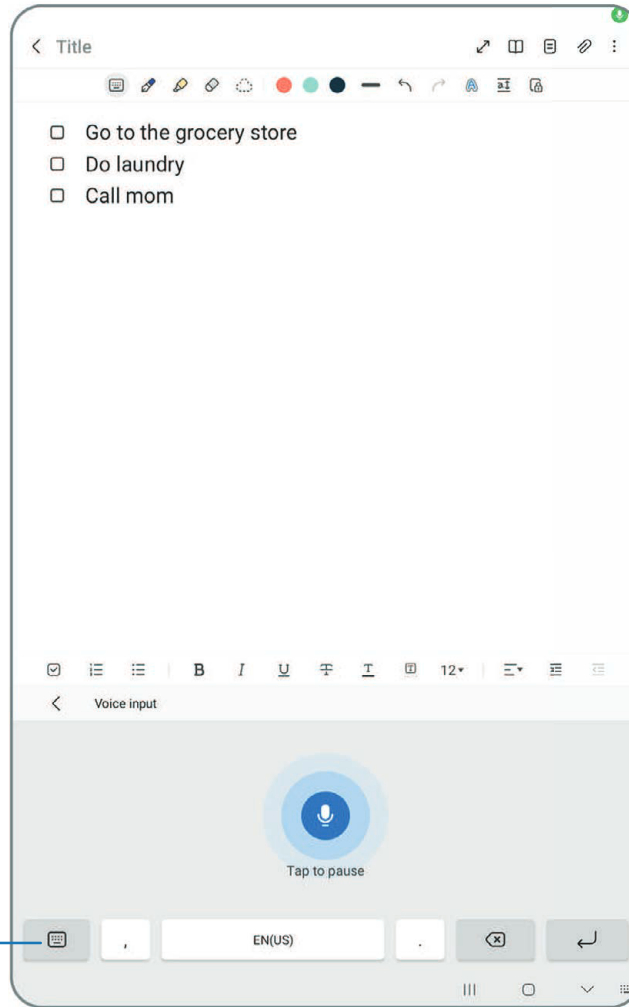 Title
Go to the grocery store
Do laundry
Call mom
B I U T T T 12
Voice input
Tap to pause
, EN(US) .